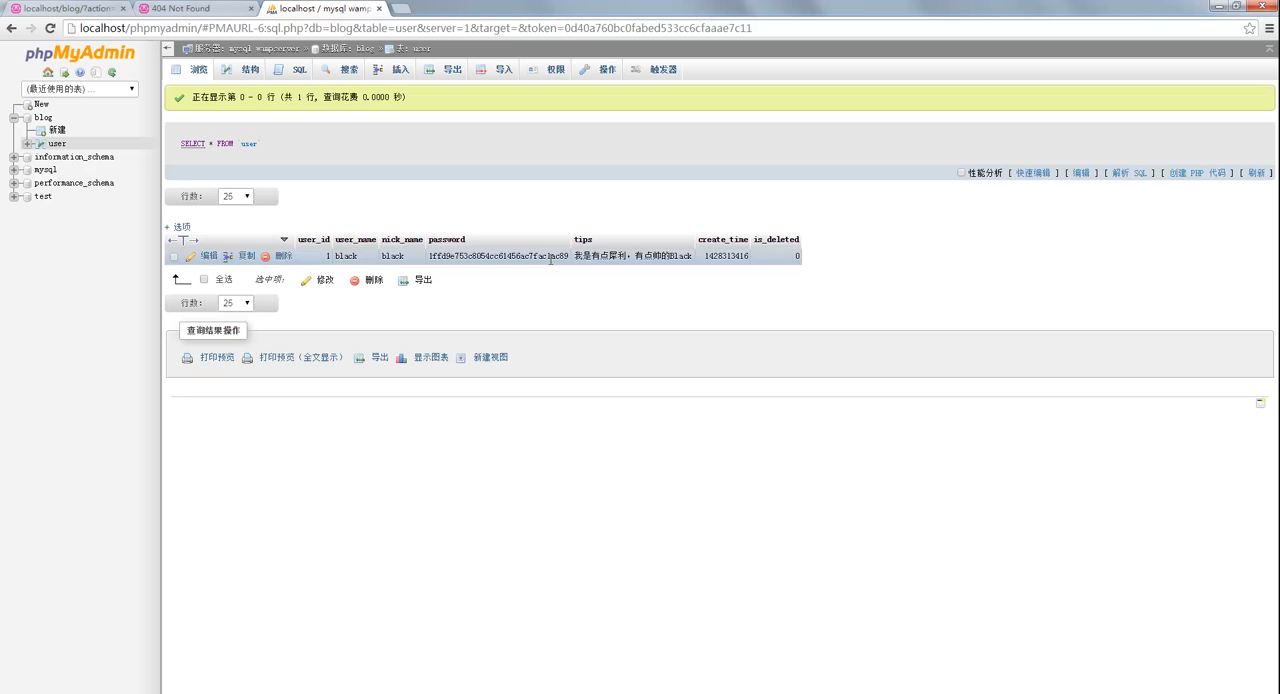 localhost/blog/?action=
404 Not Found
localhost / mysql wamp
localhost/phpmyadmin/#PMAURL-6:sql.php?db=blog&table=user&server=1&target=&token=0d40a760bc0fabed533cc6cfaaae7c11
phpMyAdmin
服务器: mysql wampserver » 数据库: blog » 表: user
浏览 结构 SQL 搜索 插入 导出 导入 权限 操作 触发器
(最近使用的表) ...
New
blog
新建
user
information_schema
mysql
performance_schema
test
正在显示第 0 - 0 行 (共 1 行, 查询花费 0.0000 秒)
SELECT * FROM `user`
性能分析 [ 快速编辑 ] [ 编辑 ] [ 解析 SQL ] [ 创建 PHP 代码 ] [ 刷新 ]
行数: 25
+ 选项
←T→ user_id user_name nick_name password tips create_time is_deleted
编辑 复制 删除 1 black black 我是有点犀利，有点帅的Black 1428313416 0
全选 选中项: 修改 删除 导出
行数: 25
查询结果操作
打印预览 打印预览 (全文显示) 导出 显示图表 新建视图